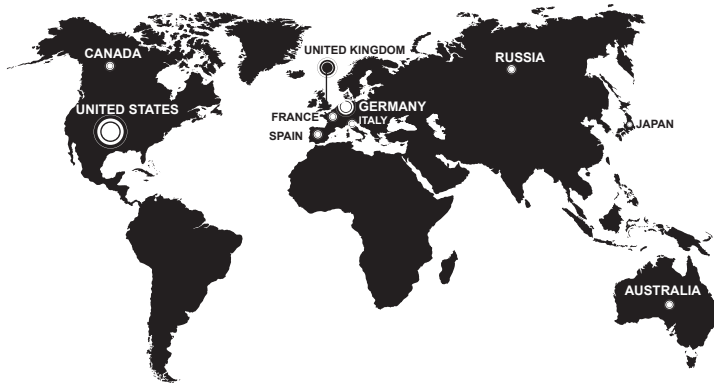 CANADA
UNITED KINGDOM
RUSSIA
UNITED STATES
GERMANY
FRANCE
ITALY
JAPAN
SPAIN
AUSTRALIA